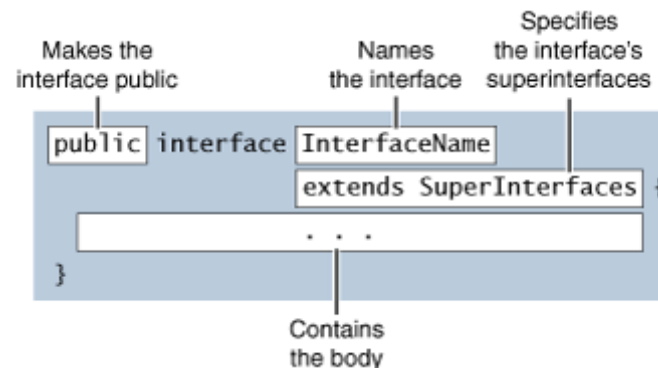 Makes the
interface public
Names
the interface
Specifies
the interface's
superinterfaces
public interface InterfaceName
extends SuperInterfaces {
. . .
}
Contains
the body